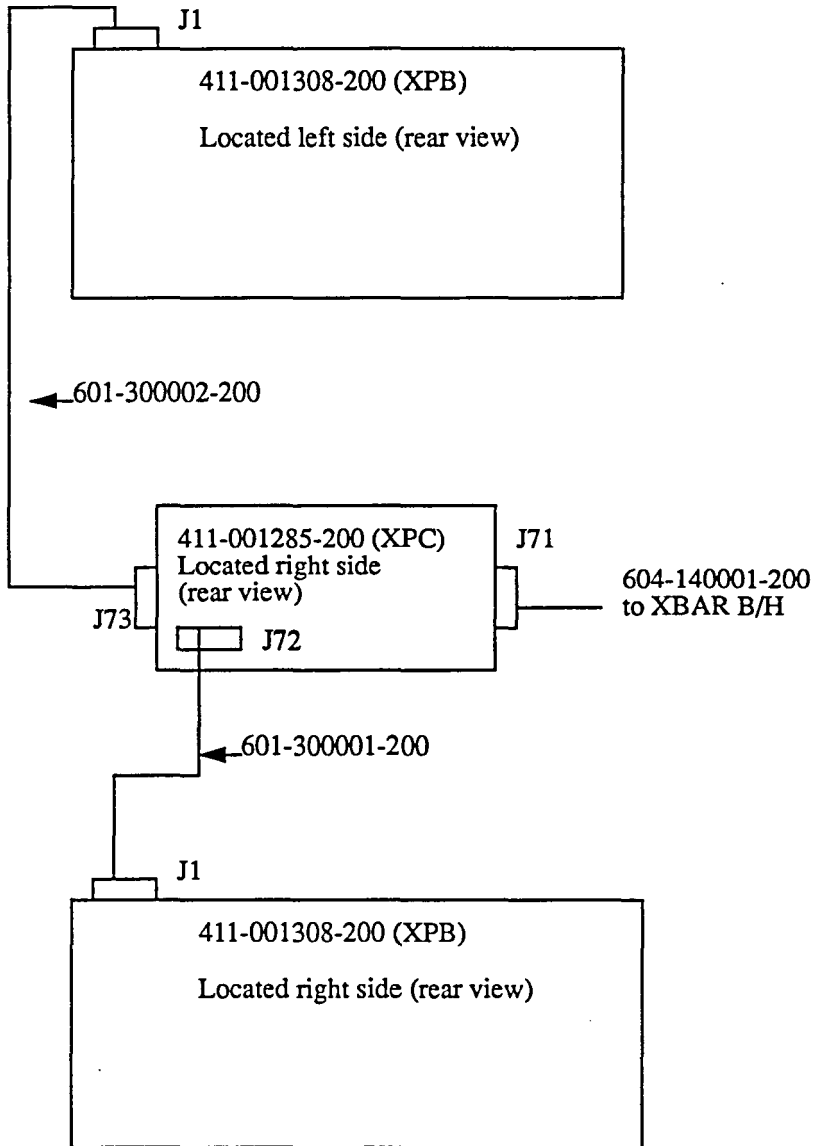 J1
411-001308-200 (XPB)
Located left side (rear view)
601-300002-200
411-001285-200 (XPC)
Located right side
(rear view)
J71
604-140001-200
to XBAR B/H
J73
J72
601-300001-200
J1
411-001308-200 (XPB)
Located right side (rear view)